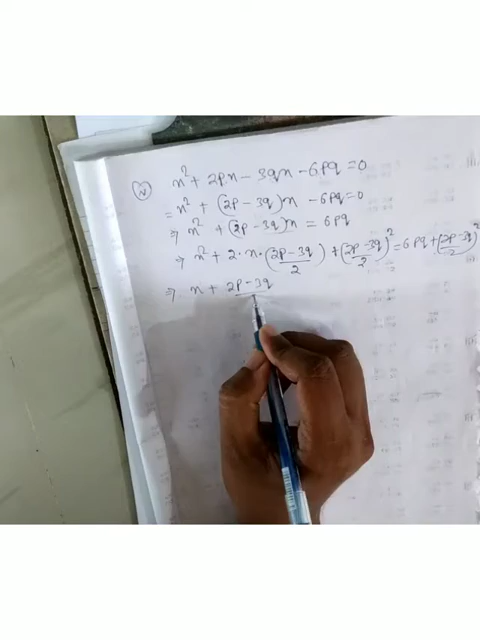 (v) x² + 2px - 3qx - 6pq = 0
= x² + (2p - 3q)x - 6pq = 0
⇒ x² + (2p - 3q)x = 6pq
⇒ x² + 2·x·(2p - 3q)/2 + ((2p - 3q)/2)² = 6pq + ((2p - 3q)/2)²
⇒ x + (2p - 3q)/